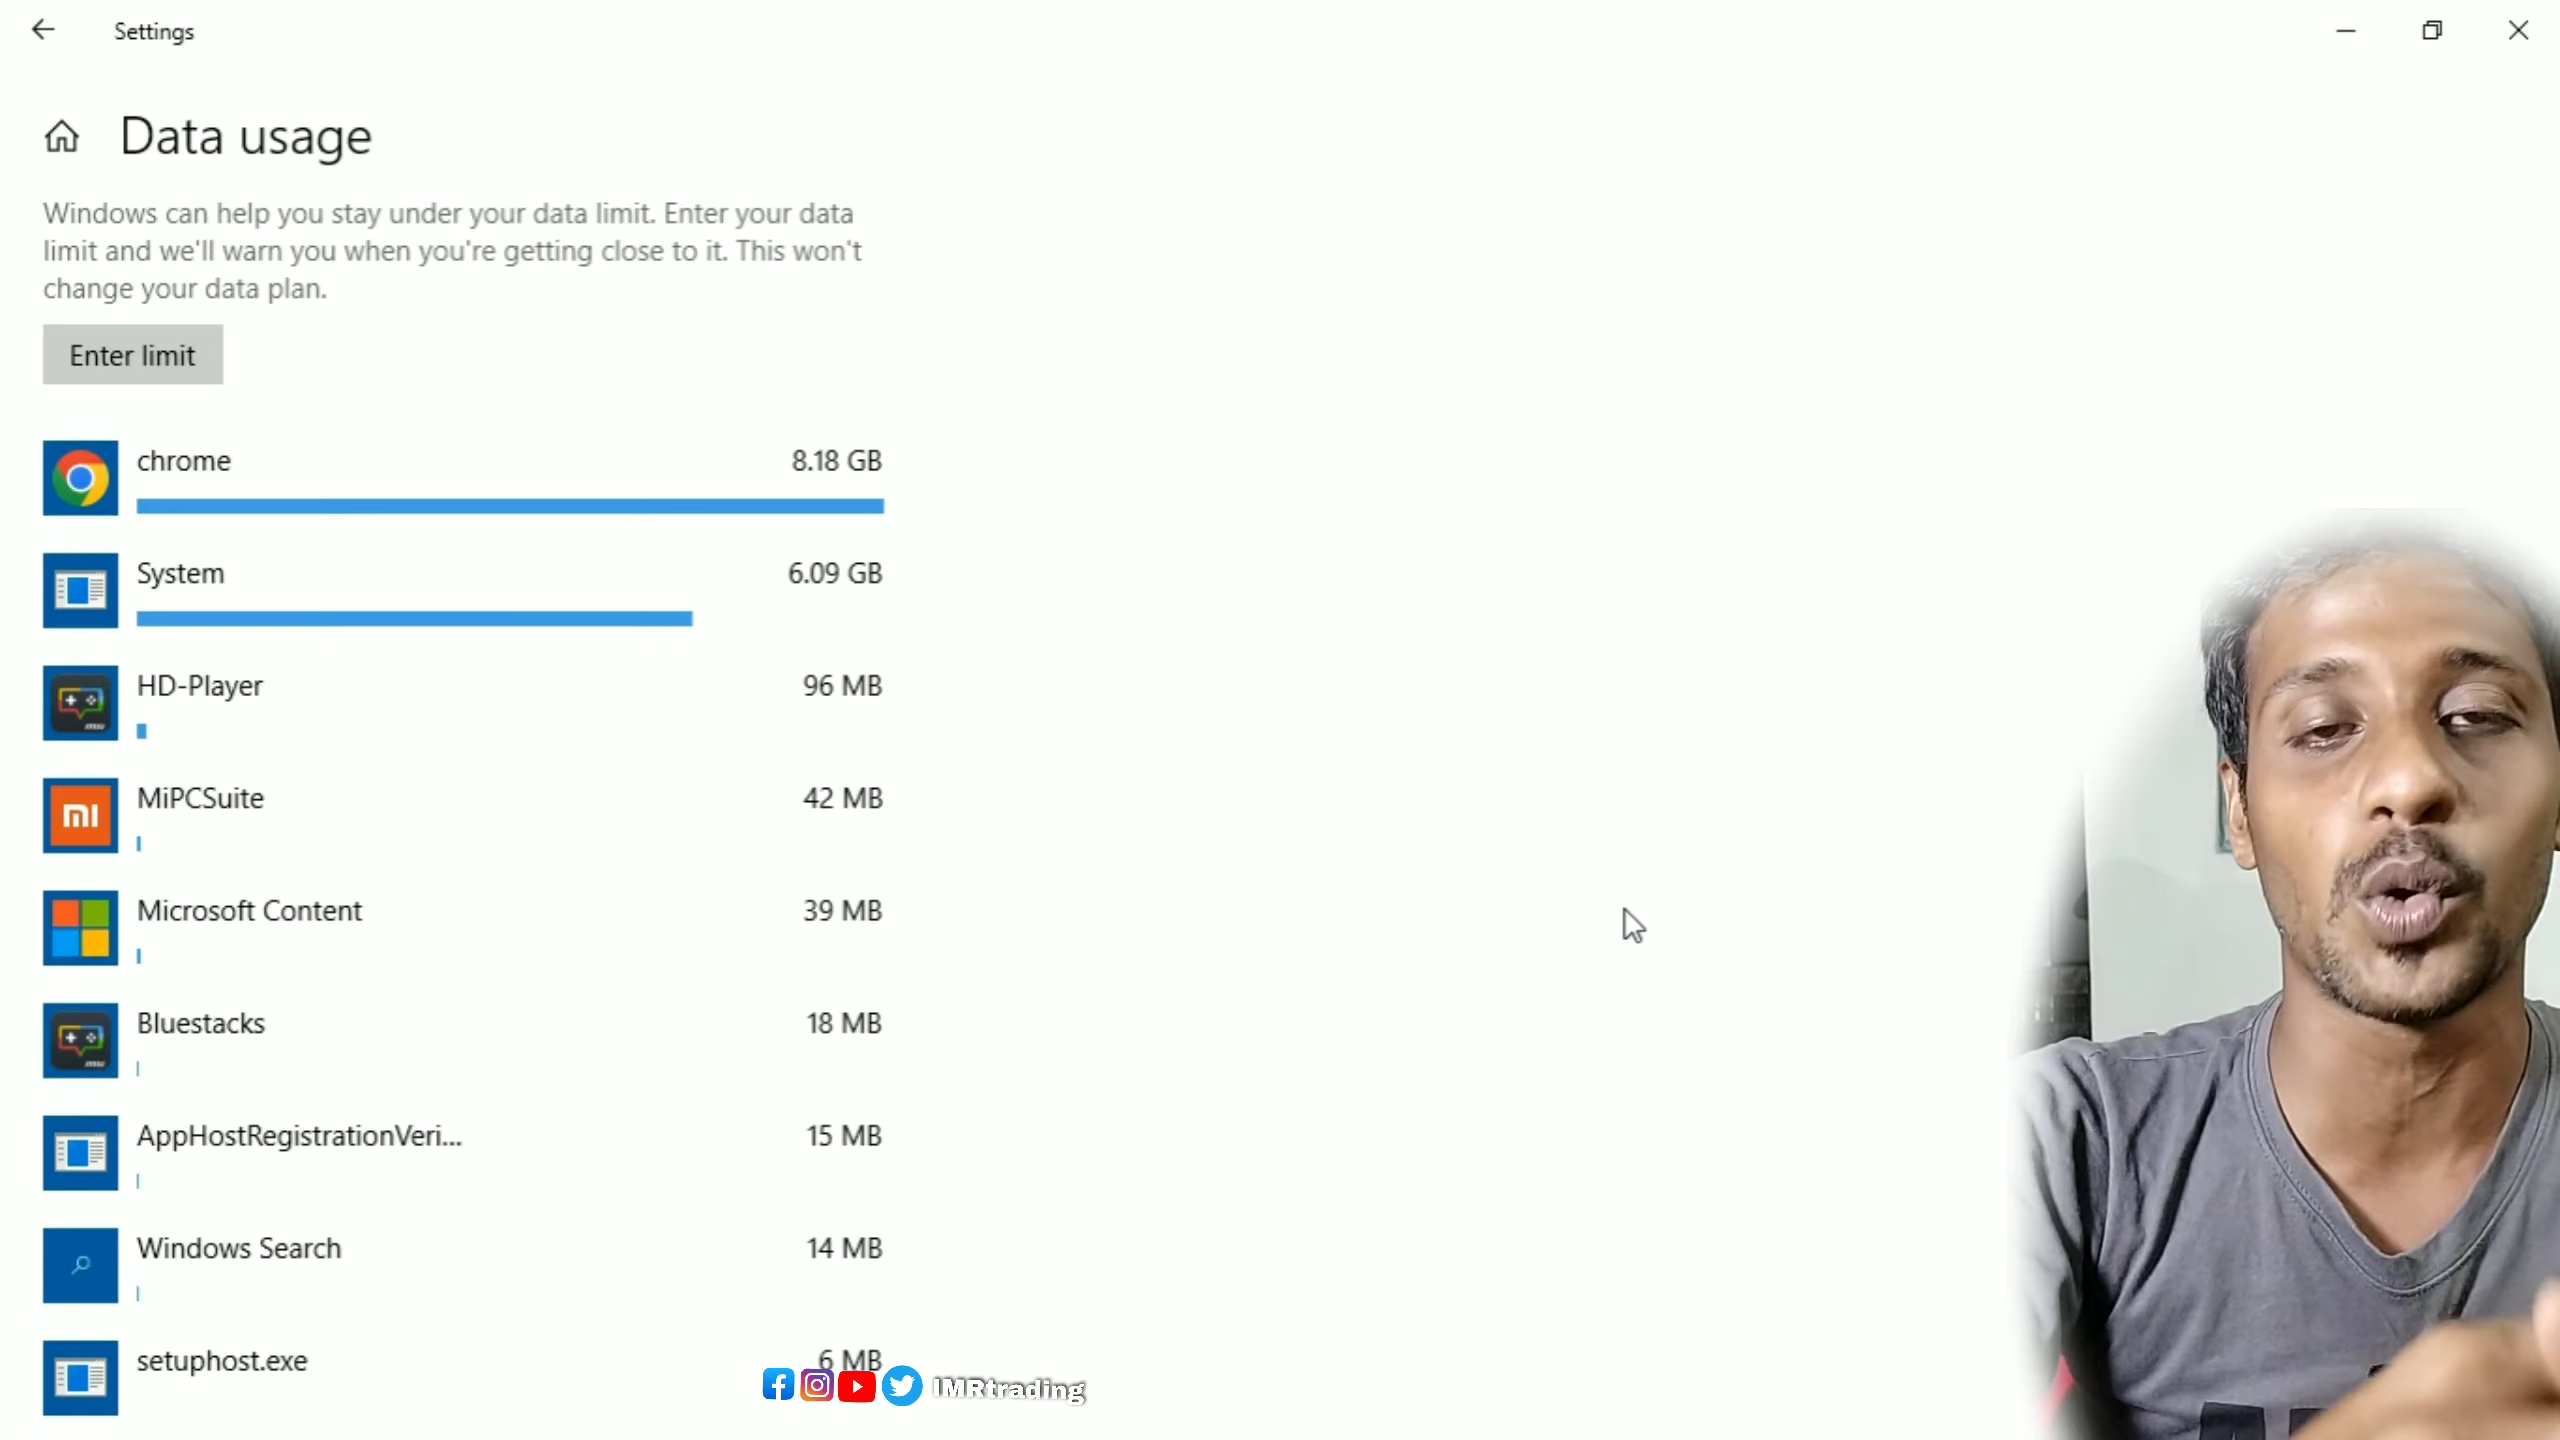 Settings
Data usage
Windows can help you stay under your data limit. Enter your data
limit and we'll warn you when you're getting close to it. This won't
change your data plan.
Enter limit
chrome 8.18 GB
System 6.09 GB
HD-Player 96 MB
MiPCSuite 42 MB
Microsoft Content 39 MB
Bluestacks 18 MB
AppHostRegistrationVeri... 15 MB
Windows Search 14 MB
setuphost.exe 6 MB
IMRtrading